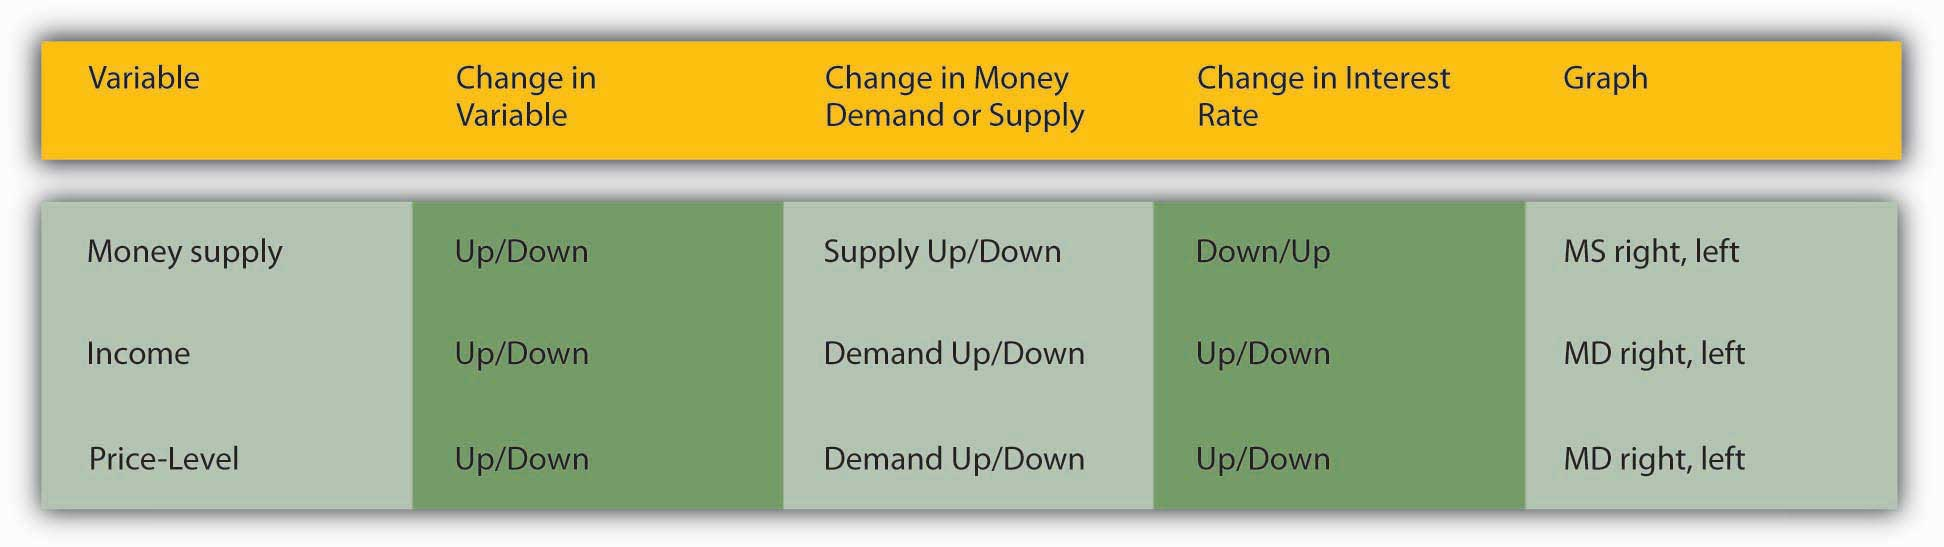 Variable Change in Variable Change in Money Demand or Supply Change in Interest Rate Graph
Money supply Up/Down Supply Up/Down Down/Up MS right, left
Income Up/Down Demand Up/Down Up/Down MD right, left
Price-Level Up/Down Demand Up/Down Up/Down MD right, left